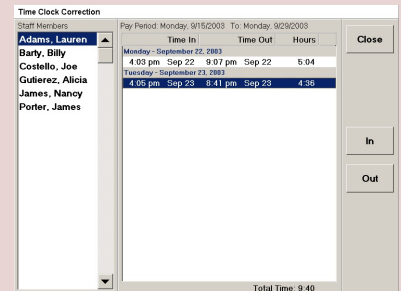 Time Clock Correction
Staff Members
Adams, Lauren
Barty, Billy
Costello, Joe
Gutierez, Alicia
James, Nancy
Porter, James
Pay Period: Monday, 9/15/2003 To: Monday, 9/29/2003
Time In Time Out Hours
Monday - September 22, 2003
4:03 pm Sep 22 9:07 pm Sep 22 5:04
Tuesday - September 23, 2003
4:05 pm Sep 23 8:41 pm Sep 23 4:36
Total Time: 9:40
Close
In
Out